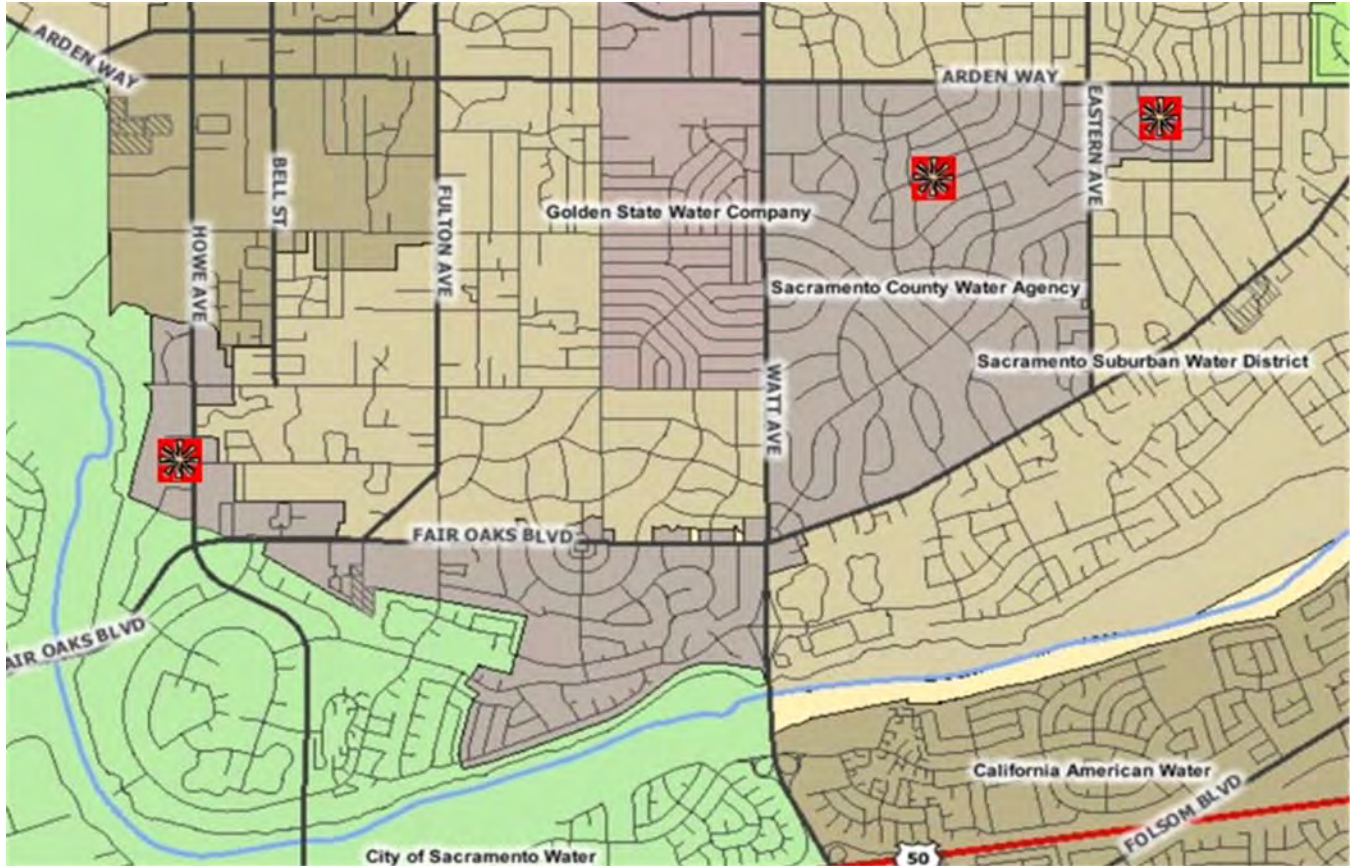 ARDEN WAY
ARDEN WAY
EASTERN AVE
BELL ST
FULTON AVE
Golden State Water Company
HOWE AVE
Sacramento County Water Agency
Sacramento Suburban Water District
WATT AVE
FAIR OAKS BLVD
AIR OAKS BLVD
California American Water
FOLSOM BLVD
City of Sacramento Water
50